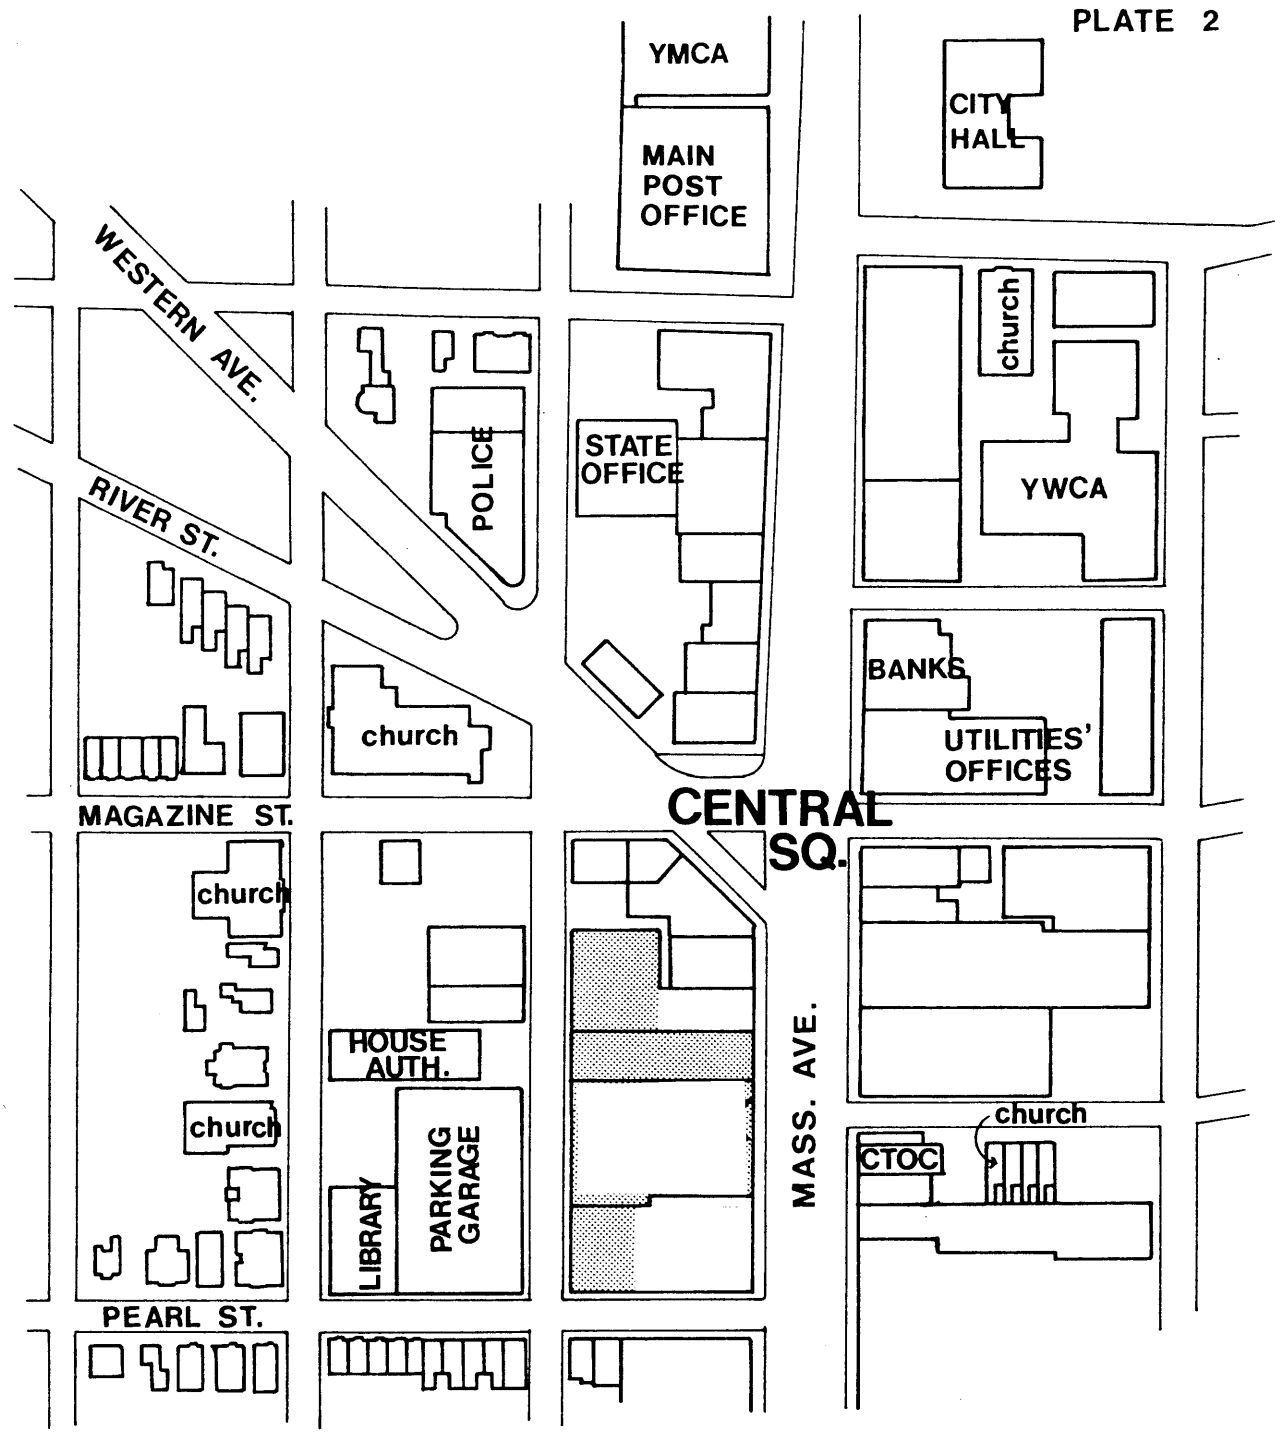 PLATE 2
YMCA
CITY
HALL
MAIN
POST
OFFICE
WESTERN AVE.
church
STATE
OFFICE
POLICE
YWCA
RIVER ST.
BANKS
church
UTILITIES'
OFFICES
MAGAZINE ST.
CENTRAL
SQ.
church
HOUSE
AUTH.
MASS. AVE.
church
church
CTOC
PARKING
GARAGE
LIBRARY
PEARL ST.